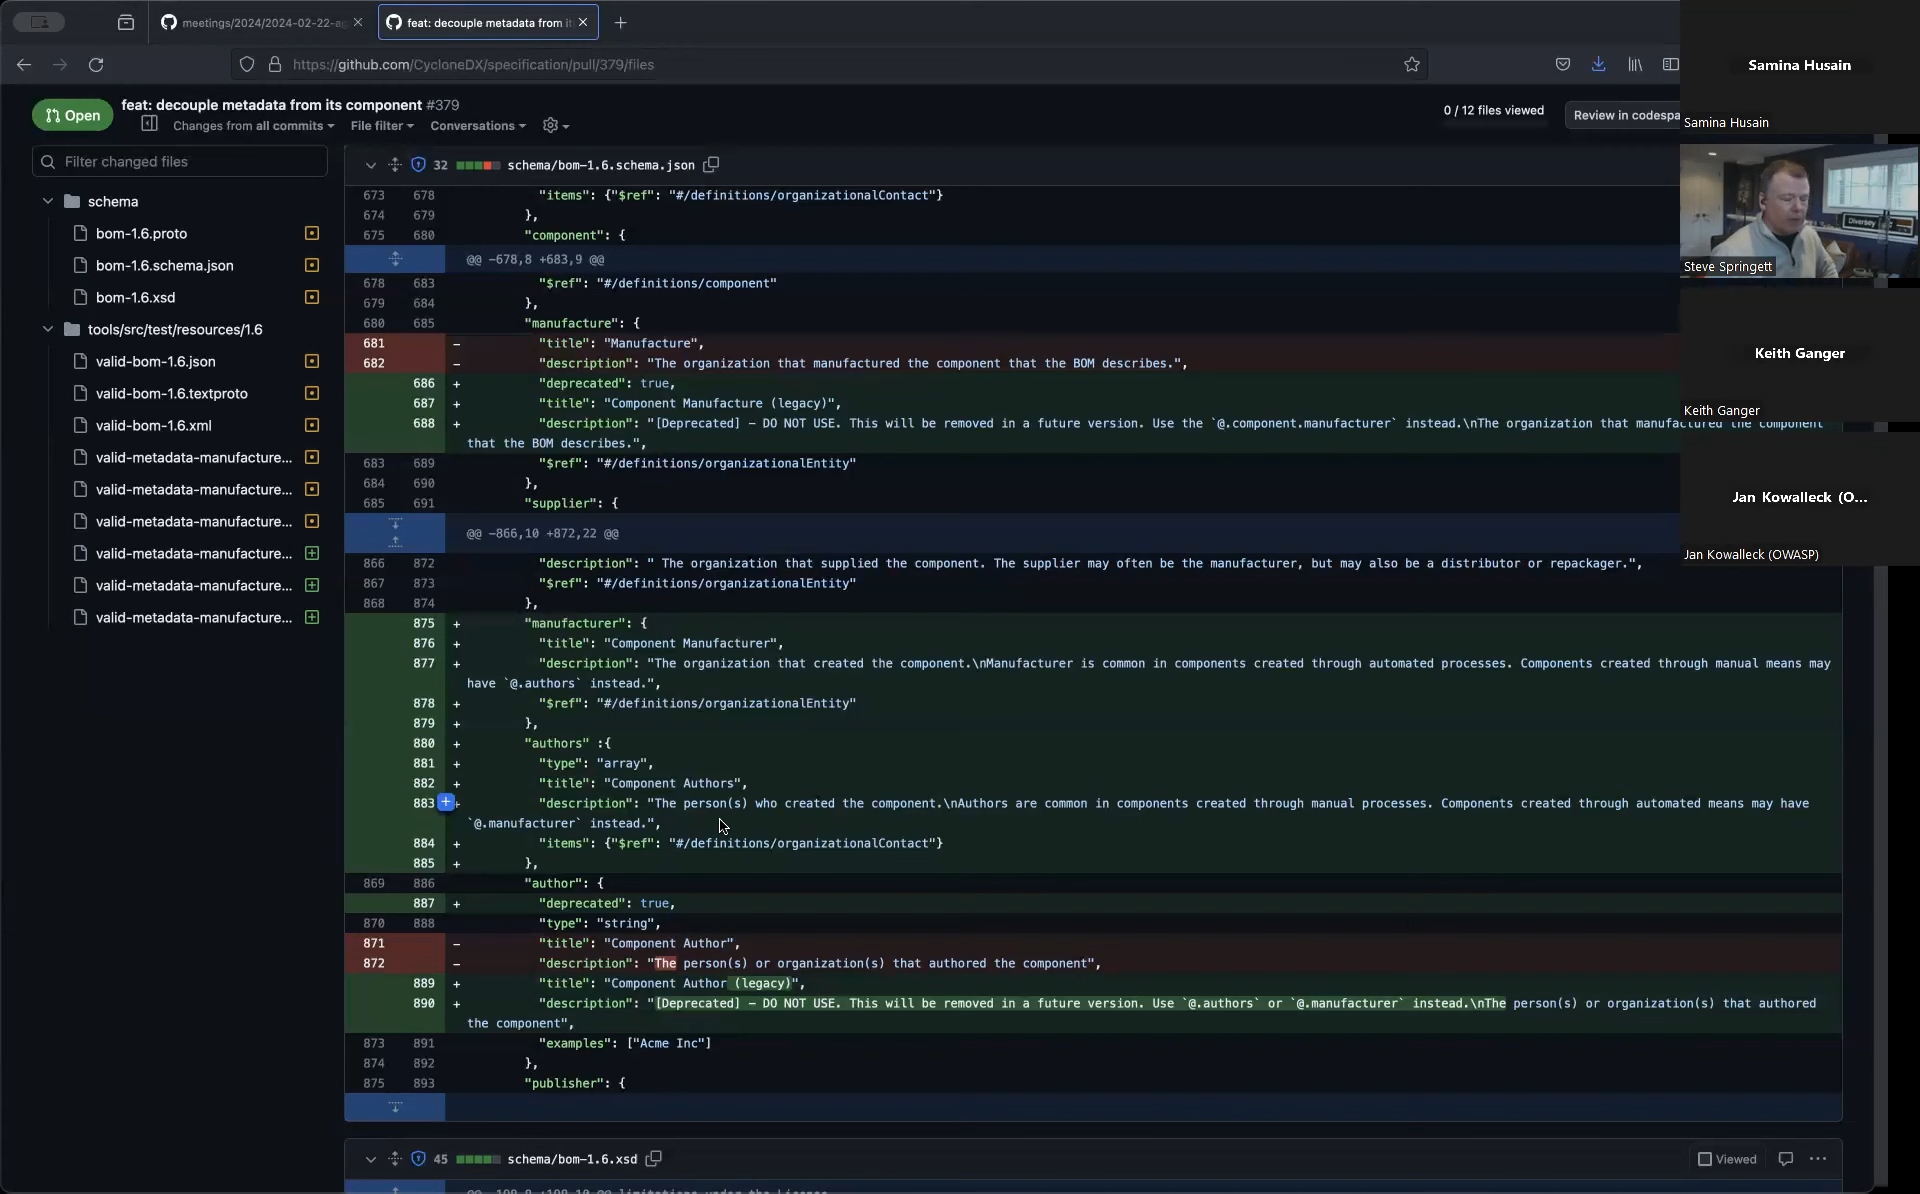 meetings/2024/2024-02-22-ag
feat: decouple metadata from it
https://github.com/CycloneDX/specification/pull/379/files
Samina Husain
Samina Husain
Open
feat: decouple metadata from its component #379
Changes from all commits
File filter
Conversations
0 / 12 files viewed
Review in codespa
Filter changed files
schema
bom-1.6.proto
bom-1.6.schema.json
bom-1.6.xsd
tools/src/test/resources/1.6
valid-bom-1.6.json
valid-bom-1.6.textproto
valid-bom-1.6.xml
valid-metadata-manufacture...
valid-metadata-manufacture...
valid-metadata-manufacture...
valid-metadata-manufacture...
valid-metadata-manufacture...
valid-metadata-manufacture...
32 schema/bom-1.6.schema.json
673 678 "items": {"$ref": "#/definitions/organizationalContact"}
674 679 },
675 680 "component": {
@@ -678,8 +683,9 @@
678 683 "$ref": "#/definitions/component"
679 684 },
680 685 "manufacture": {
681 - "title": "Manufacture",
682 - "description": "The organization that manufactured the component that the BOM describes.",
686 + "deprecated": true,
687 + "title": "Component Manufacture (legacy)",
688 + "description": "[Deprecated] - DO NOT USE. This will be removed in a future version. Use the `@.component.manufacturer` instead.\nThe organization that manufactured the component
that the BOM describes.",
683 689 "$ref": "#/definitions/organizationalEntity"
684 690 },
685 691 "supplier": {
@@ -866,10 +872,22 @@
866 872 "description": " The organization that supplied the component. The supplier may often be the manufacturer, but may also be a distributor or repackager.",
867 873 "$ref": "#/definitions/organizationalEntity"
868 874 },
875 + "manufacturer": {
876 + "title": "Component Manufacturer",
877 + "description": "The organization that created the component.\nManufacturer is common in components created through automated processes. Components created through manual means may
have `@.authors` instead.",
878 + "$ref": "#/definitions/organizationalEntity"
879 + },
880 + "authors" :{
881 + "type": "array",
882 + "title": "Component Authors",
883 + "description": "The person(s) who created the component.\nAuthors are common in components created through manual processes. Components created through automated means may have
`@.manufacturer` instead.",
884 + "items": {"$ref": "#/definitions/organizationalContact"}
885 + },
869 886 "author": {
887 + "deprecated": true,
870 888 "type": "string",
871 - "title": "Component Author",
872 - "description": "The person(s) or organization(s) that authored the component",
889 + "title": "Component Author (legacy)",
890 + "description": "[Deprecated] - DO NOT USE. This will be removed in a future version. Use `@.authors` or `@.manufacturer` instead.\nThe person(s) or organization(s) that authored
the component",
873 891 "examples": ["Acme Inc"]
874 892 },
875 893 "publisher": {
45 schema/bom-1.6.xsd
Viewed
Diversey
Steve Springett
Keith Ganger
Keith Ganger
Jan Kowalleck (O...
Jan Kowalleck (OWASP)